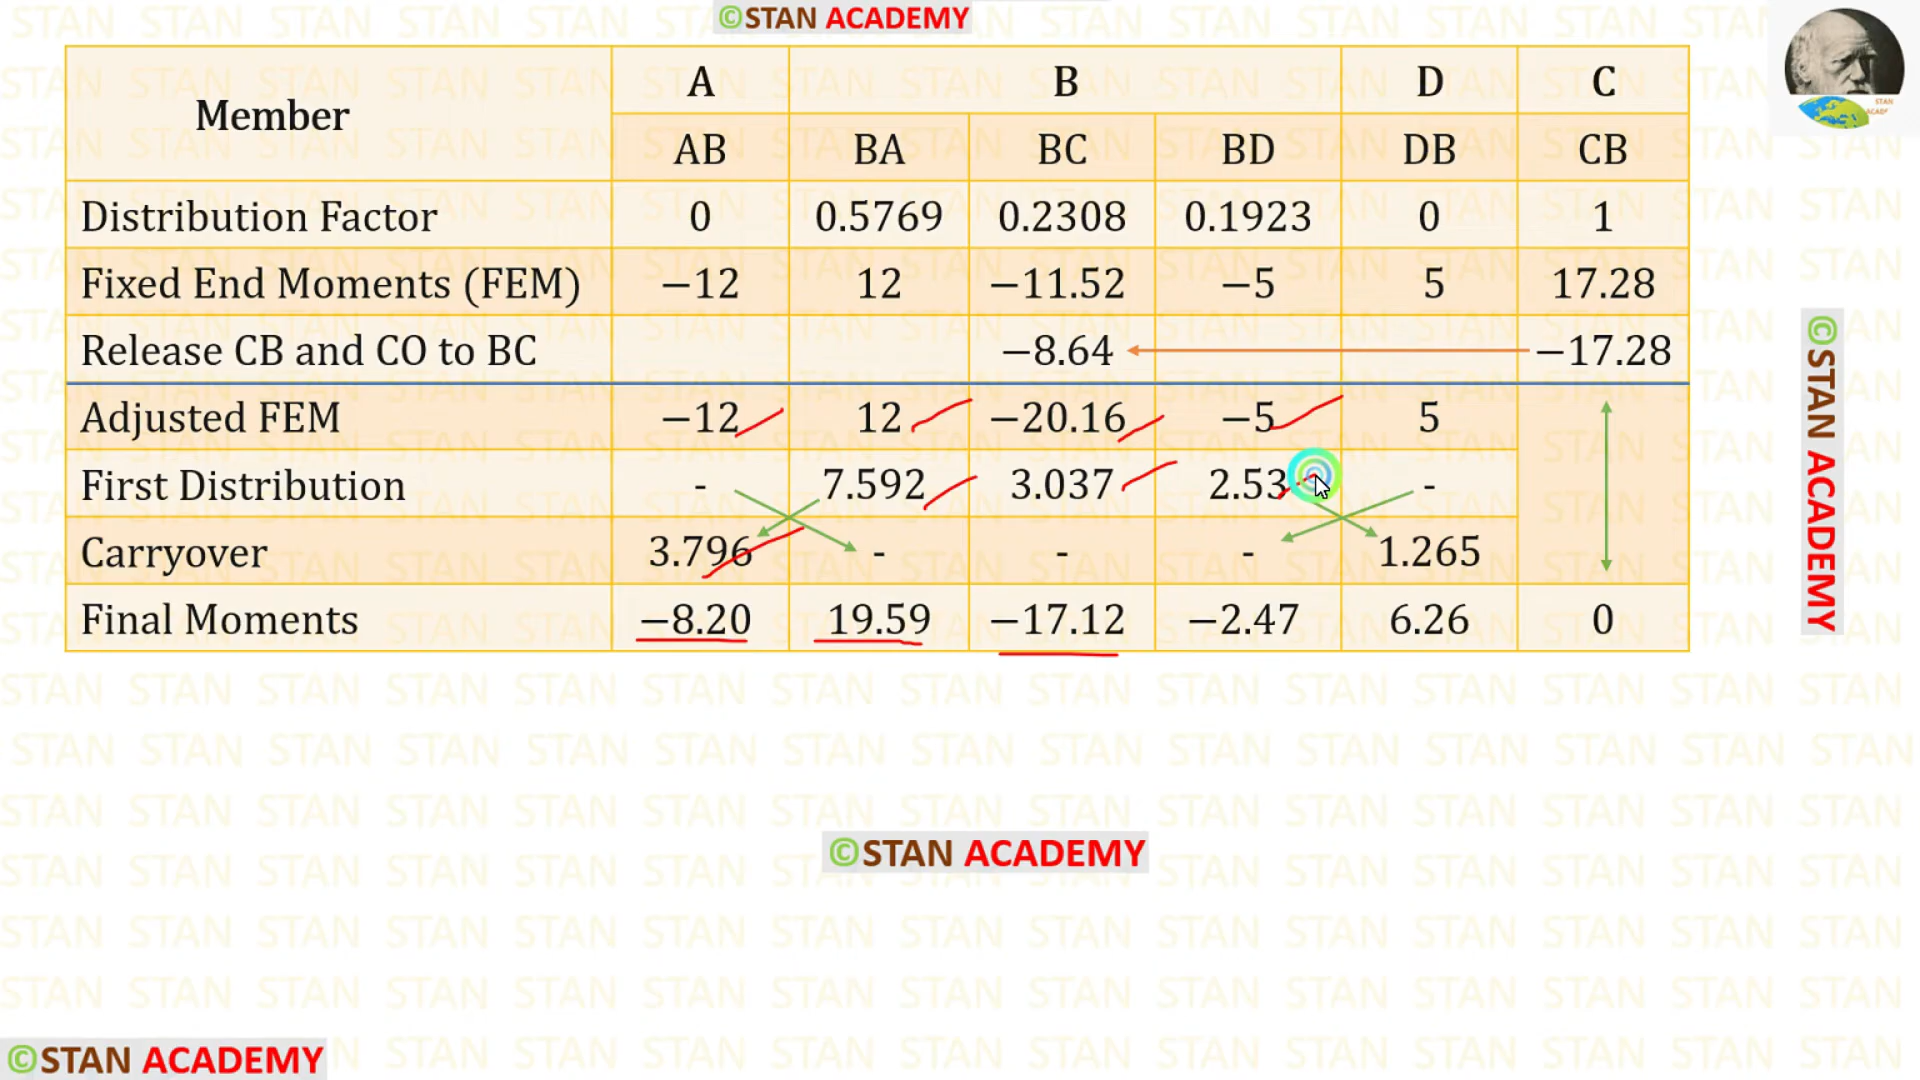 ©STAN ACADEMY
Member A B D C
AB BA BC BD DB CB
Distribution Factor 0 0.5769 0.2308 0.1923 0 1
Fixed End Moments (FEM) −12 12 −11.52 −5 5 17.28
Release CB and CO to BC −8.64 −17.28
Adjusted FEM −12 12 −20.16 −5 5
First Distribution - 7.592 3.037 2.53 -
Carryover 3.796 - - - 1.265
Final Moments −8.20 19.59 −17.12 −2.47 6.26 0
©STAN ACADEMY
©STAN ACADEMY
©STAN ACADEMY